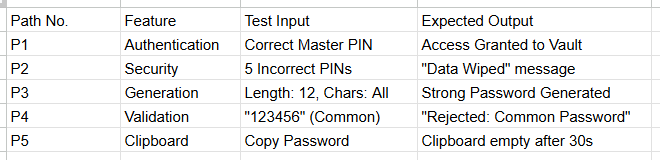 Path No. Feature Test Input Expected Output
P1 Authentication Correct Master PIN Access Granted to Vault
P2 Security 5 Incorrect PINs "Data Wiped" message
P3 Generation Length: 12, Chars: All Strong Password Generated
P4 Validation "123456" (Common) "Rejected: Common Password"
P5 Clipboard Copy Password Clipboard empty after 30s